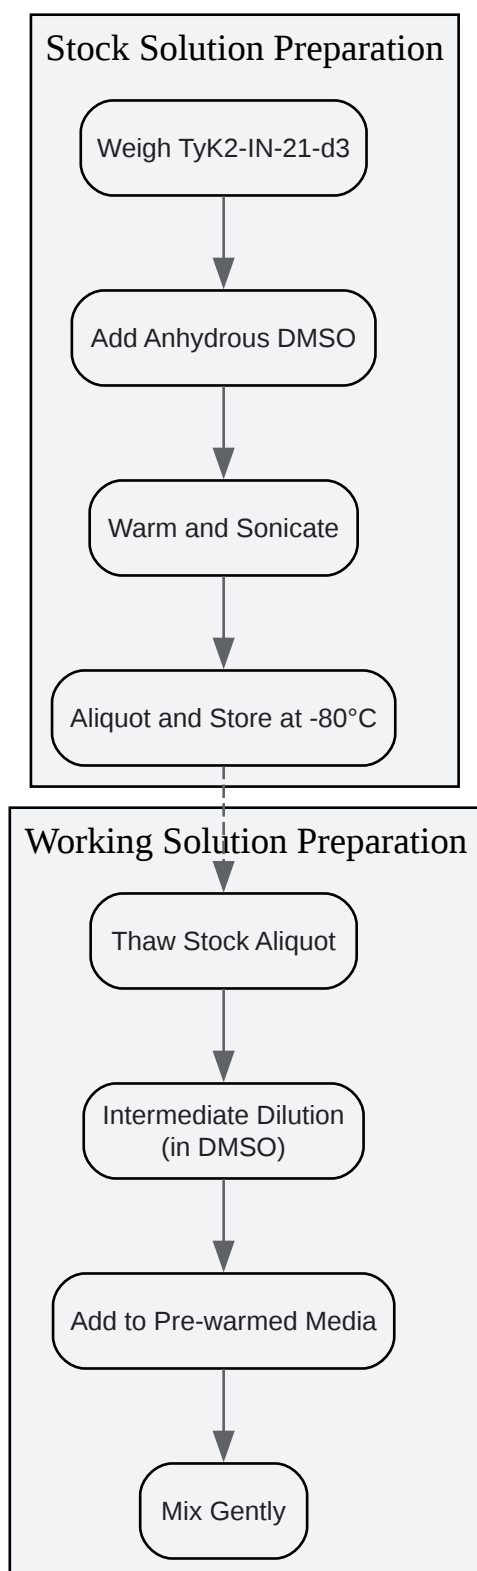 Stock Solution Preparation
Weigh TyK2-IN-21-d3
Add Anhydrous DMSO
Warm and Sonicate
Aliquot and Store at -80°C
Working Solution Preparation
Thaw Stock Aliquot
Intermediate Dilution
(in DMSO)
Add to Pre-warmed Media
Mix Gently